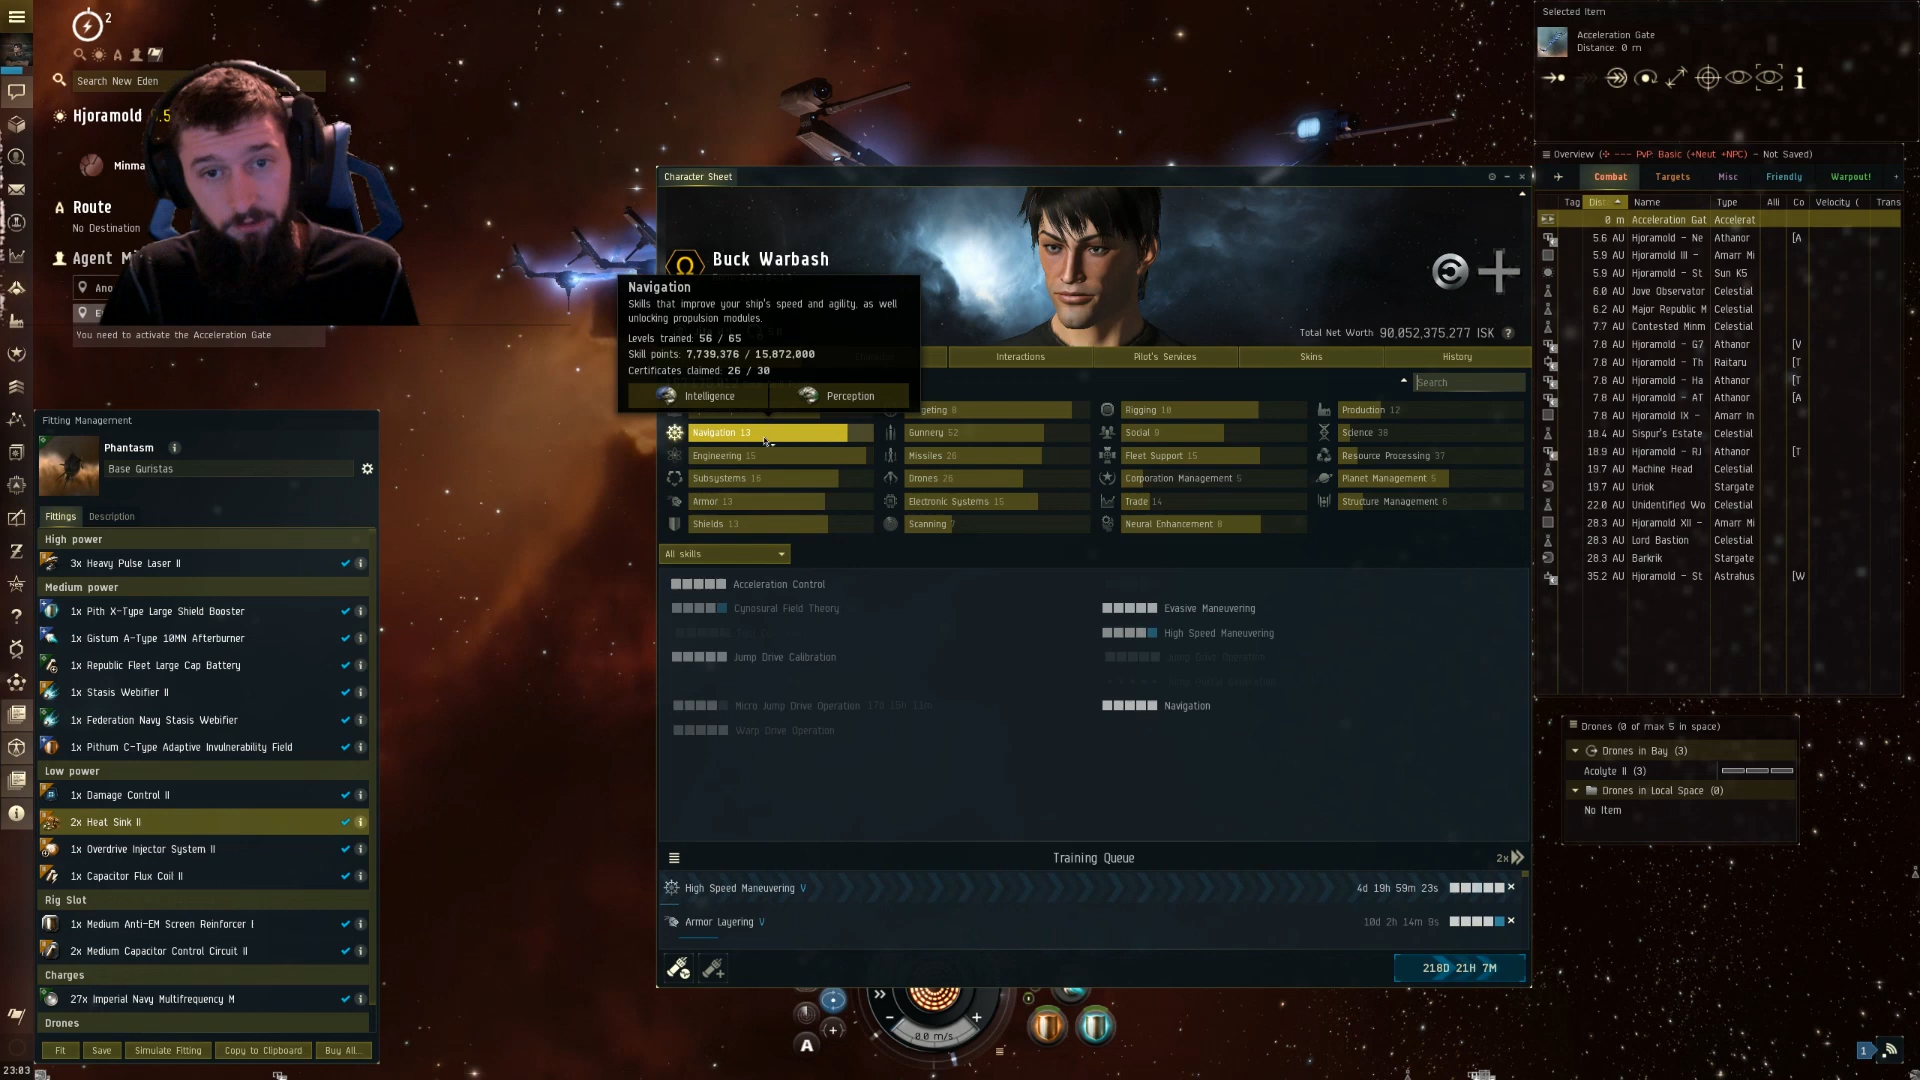 2
Search New Eden
Hjoramold .5
Minma
Route
No Destination
Agent M
You need to activate the Acceleration Gate
Fitting Management
Phantasm
Base Guristas
Fittings
Description
High power
3x Heavy Pulse Laser II
Medium power
1x Pith X-Type Large Shield Booster
1x Gistum A-Type 10MN Afterburner
1x Republic Fleet Large Cap Battery
1x Stasis Webifier II
1x Federation Navy Stasis Webifier
1x Pithum C-Type Adaptive Invulnerability Field
Low power
1x Damage Control II
2x Heat Sink II
1x Overdrive Injector System II
1x Capacitor Flux Coil II
Rig Slot
1x Medium Anti-EM Screen Reinforcer I
2x Medium Capacitor Control Circuit II
Charges
27x Imperial Navy Multifrequency M
Drones
Fit Save Simulate Fitting Copy to Clipboard Buy All...
23:03
Character Sheet
Buck Warbash
Total Net Worth 90,052,375,277 ISK
Navigation
Skills that improve your ship's speed and agility, as well
unlocking propulsion modules.
Levels trained: 56 / 65
Skill points: 7,739,376 / 15,872,000
Certificates claimed: 26 / 30
Intelligence
Perception
Interactions
Pilot's Services
Skins
History
Search
geting 8
Rigging 10
Production 12
Navigation 13
Gunnery 52
Social 9
Science 38
Engineering 15
Missiles 26
Fleet Support 15
Resource Processing 37
Subsystems 16
Drones 26
Corporation Management 5
Planet Management 5
Armor 13
Electronic Systems 15
Trade 14
Structure Management 6
Shields 13
Scanning 7
Neural Enhancement 8
All skills
Acceleration Control
Cynosural Field Theory
Evasive Maneuvering
High Speed Maneuvering
Jump Drive Calibration
Jump Drive Operation
Jump Portal Generation
Micro Jump Drive Operation 17d 15h 11m
Navigation
Warp Drive Operation
Training Queue
2x
High Speed Maneuvering V
4d 19h 59m 23s
Armor Layering V
10d 2h 14m 9s
218D 21H 7M
0.0 m/s
A
Selected Item
Acceleration Gate
Distance: 0 m
Overview (
--- PvP: Basic (+Neut +NPC) - Not Saved)
Combat Targets Misc Friendly Warpout! +
Tag Dis Name Type Alli Co Velocity ( Trans
0 m Acceleration Gat Accelerat
5.6 AU Hjoramold - Ne Athanor [A
5.9 AU Hjoramold III - Amarr Mi
5.9 AU Hjoramold - St Sun K5
6.0 AU Jove Observator Celestial
6.2 AU Major Republic M Celestial
7.7 AU Contested Minm Celestial
7.8 AU Hjoramold - G7 Athanor [V
7.8 AU Hjoramold - Th Raitaru [T
7.8 AU Hjoramold - Ha Athanor [T
7.8 AU Hjoramold - AT Athanor [A
7.8 AU Hjoramold IX - Amarr In
18.4 AU Sispur's Estate Celestial
18.9 AU Hjoramold - RJ Athanor [T
19.7 AU Machine Head Celestial
19.7 AU Uriok Stargate
22.0 AU Unidentified Wo Celestial
28.3 AU Hjoramold XII - Amarr Mi
28.3 AU Lord Bastion Celestial
28.3 AU Barkrik Stargate
35.2 AU Hjoramold - St Astrahus [W
Drones (0 of max 5 in space)
Drones in Bay (3)
Acolyte II (3)
Drones in Local Space (0)
No Item
1